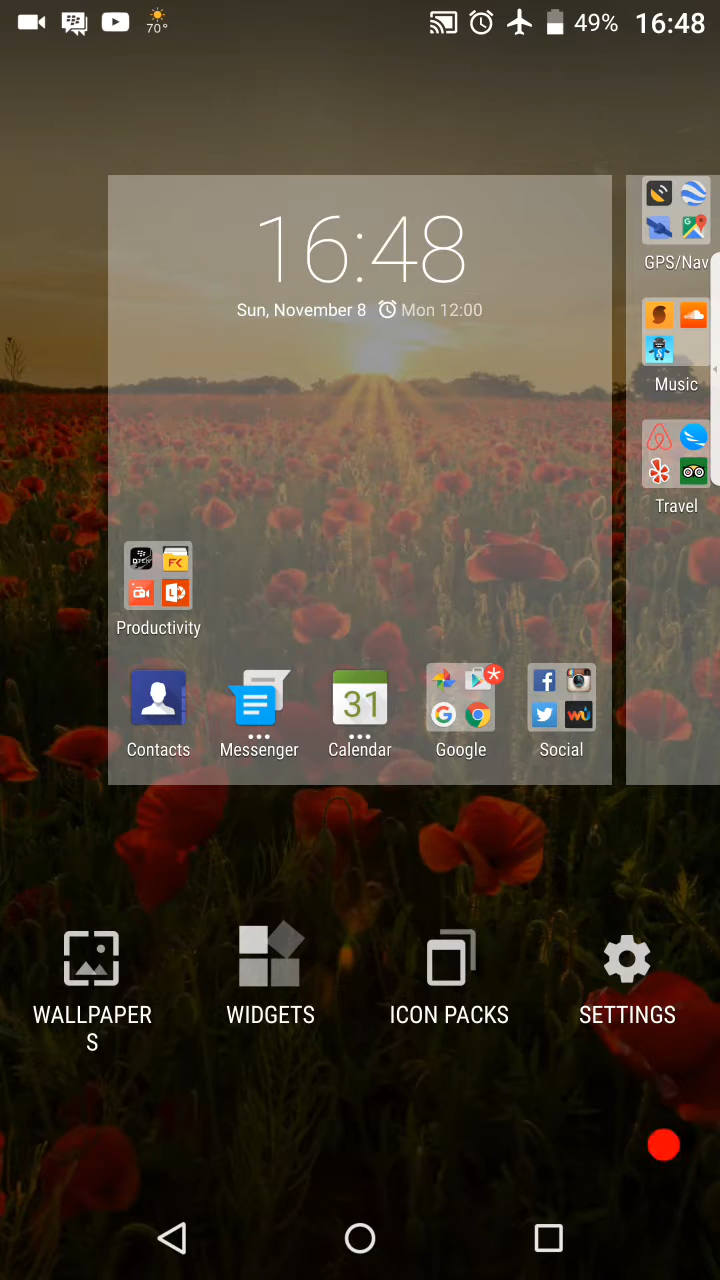 70° 49% 16:48
16:48
Sun, November 8 Mon 12:00
GPS/Nav
Music
Travel
Productivity
31
Contacts Messenger Calendar Google Social
WALLPAPER
S
WIDGETS ICON PACKS SETTINGS